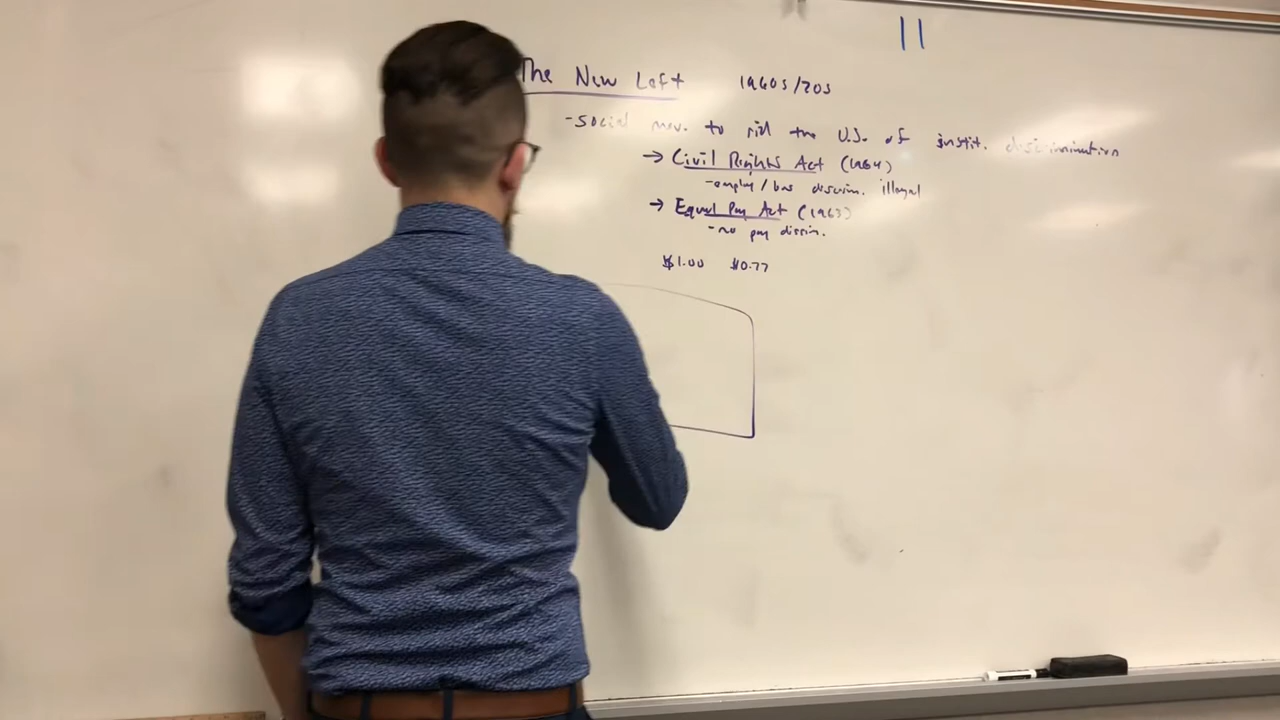 11
The New Left 1960s/70s
-social mov. to rid the U.S. of instit. discrimination
→ Civil Rights Act (1964)
-employ/bus discrim. illegal
→ Equal Pay Act (1963)
-no pay discrim.
$1.00 $0.77